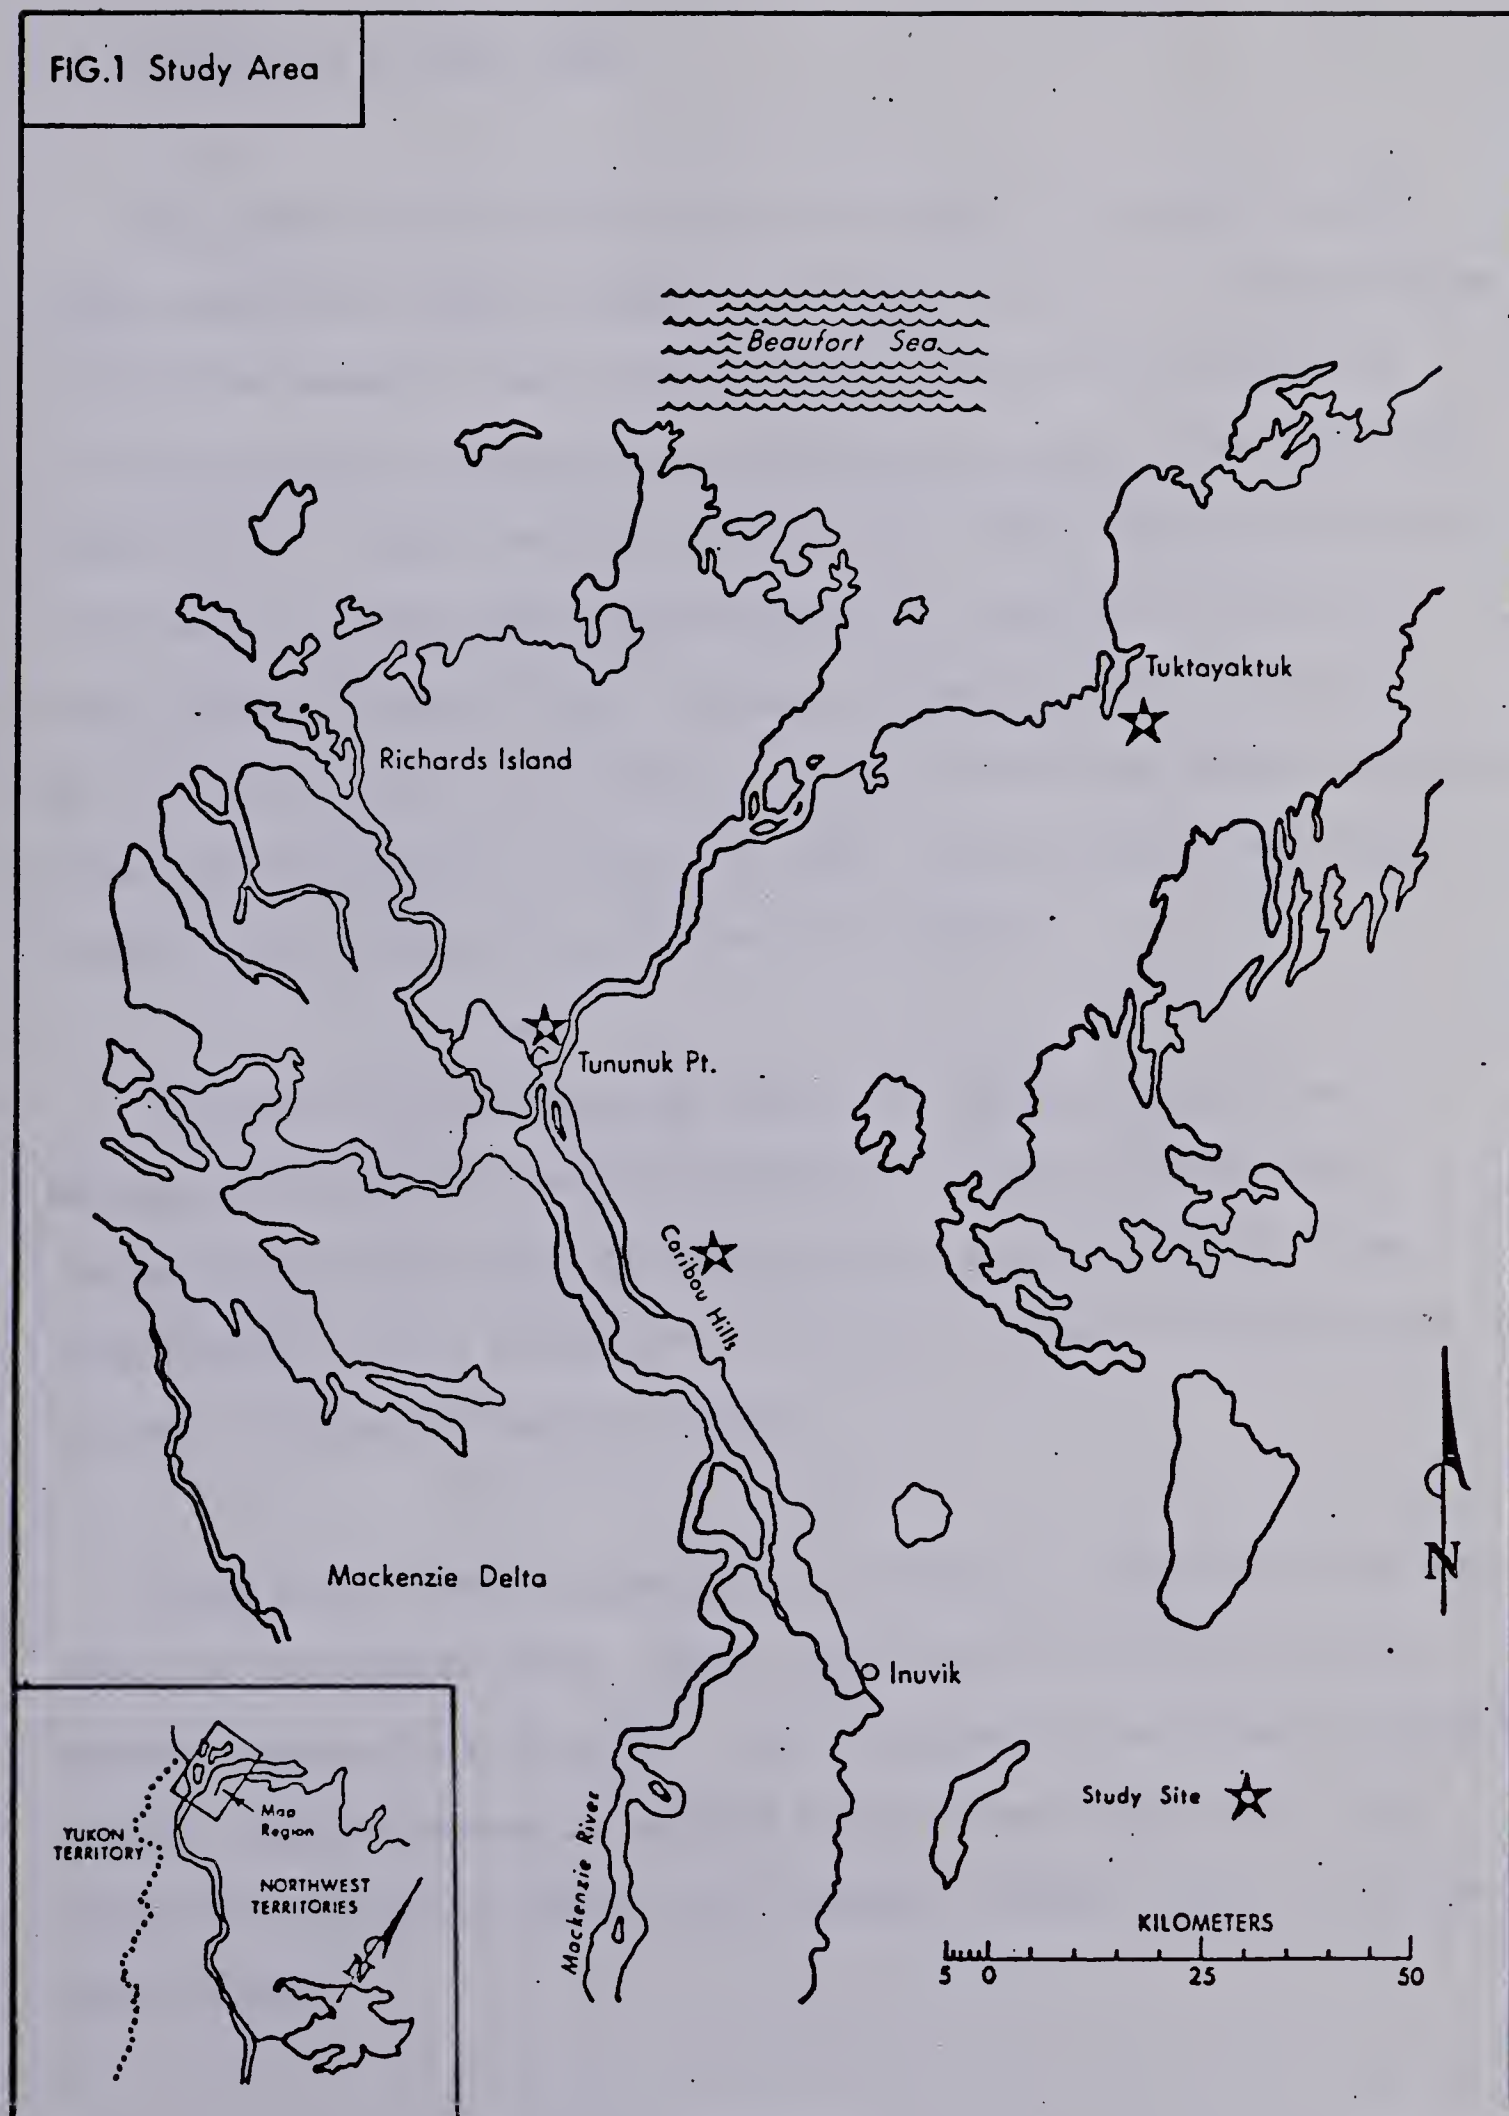 FIG.1 Study Area
Beaufort Sea
Tuktayaktuk
Richards Island
Tununuk Pt.
Caribou Hills
Mackenzie Delta
N
Inuvik
Mackenzie River
Study Site
KILOMETERS
5 0 25 50
Map
Region
YUKON
TERRITORY
NORTHWEST
TERRITORIES
N